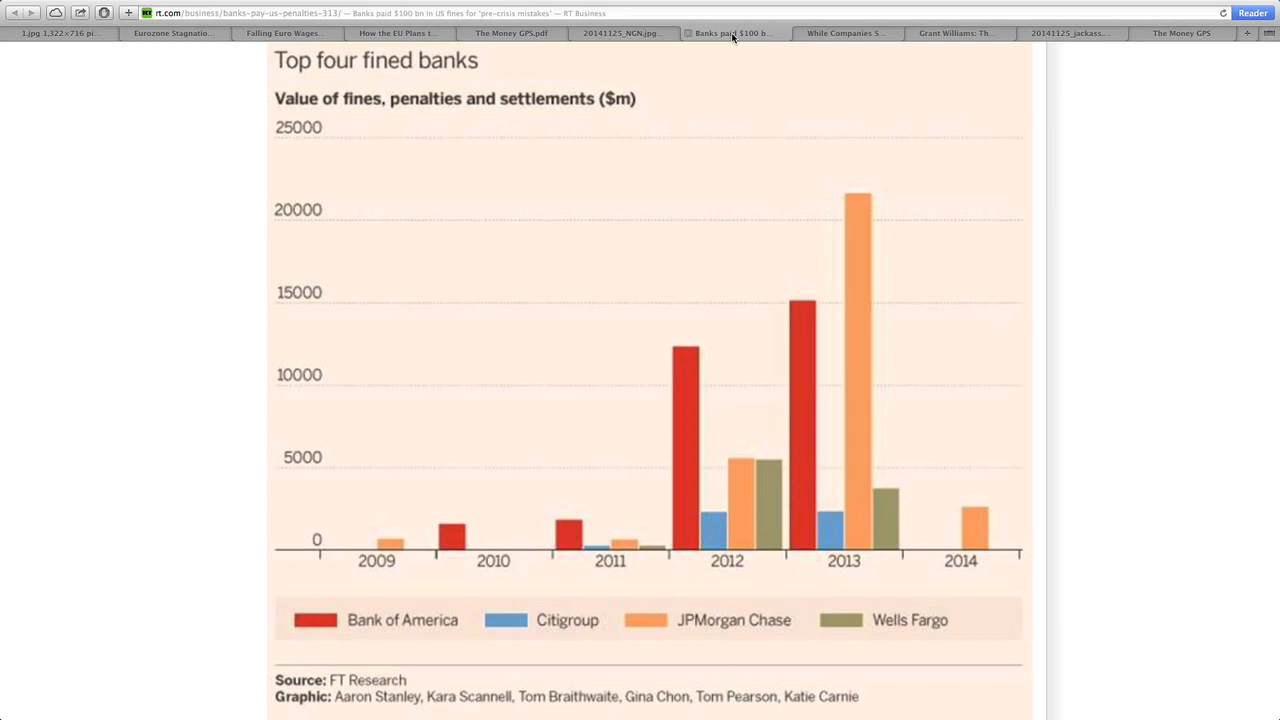 rt.com/business/banks-pay-us-penalties-313/ — Banks paid $100 bn in US fines for 'pre-crisis mistakes' — RT Business
Reader
1.jpg 1,322×716 pi...
Eurozone Stagnatio...
Falling Euro Wages...
How the EU Plans t...
The Money GPS.pdf
20141125_NGN.jpg...
Banks paid $100 b...
While Companies S...
Grant Williams: Th...
20141125_jackass....
The Money GPS
Top four fined banks
Value of fines, penalties and settlements ($m)
25000
20000
15000
10000
5000
0
2009 2010 2011 2012 2013 2014
Bank of America Citigroup JPMorgan Chase Wells Fargo
Source: FT Research
Graphic: Aaron Stanley, Kara Scannell, Tom Braithwaite, Gina Chon, Tom Pearson, Katie Carnie